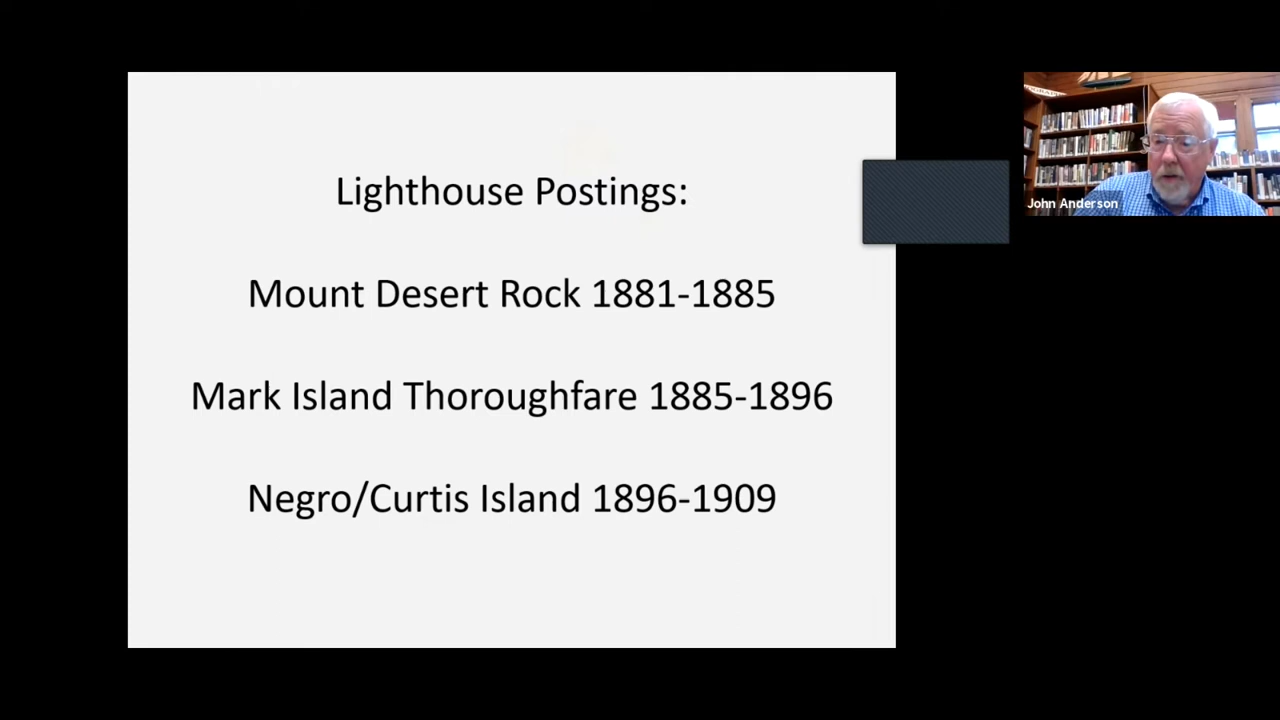 Lighthouse Postings:
Mount Desert Rock 1881-1885
Mark Island Thoroughfare 1885-1896
Negro/Curtis Island 1896-1909
John Anderson